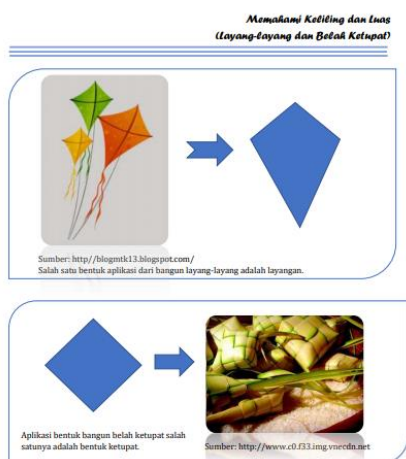 Memahami Keliling dan Luas
(Layang-layang dan Belah Ketupat)
Sumber: http//blogmtk13.blogspot.com/
Salah satu bentuk aplikasi dari bangun layang-layang adalah layangan.
Aplikasi bentuk bangun belah ketupat salah
satunya adalah bentuk ketupat.
Sumber: http://www.c0.f33.img.vnecdn.net